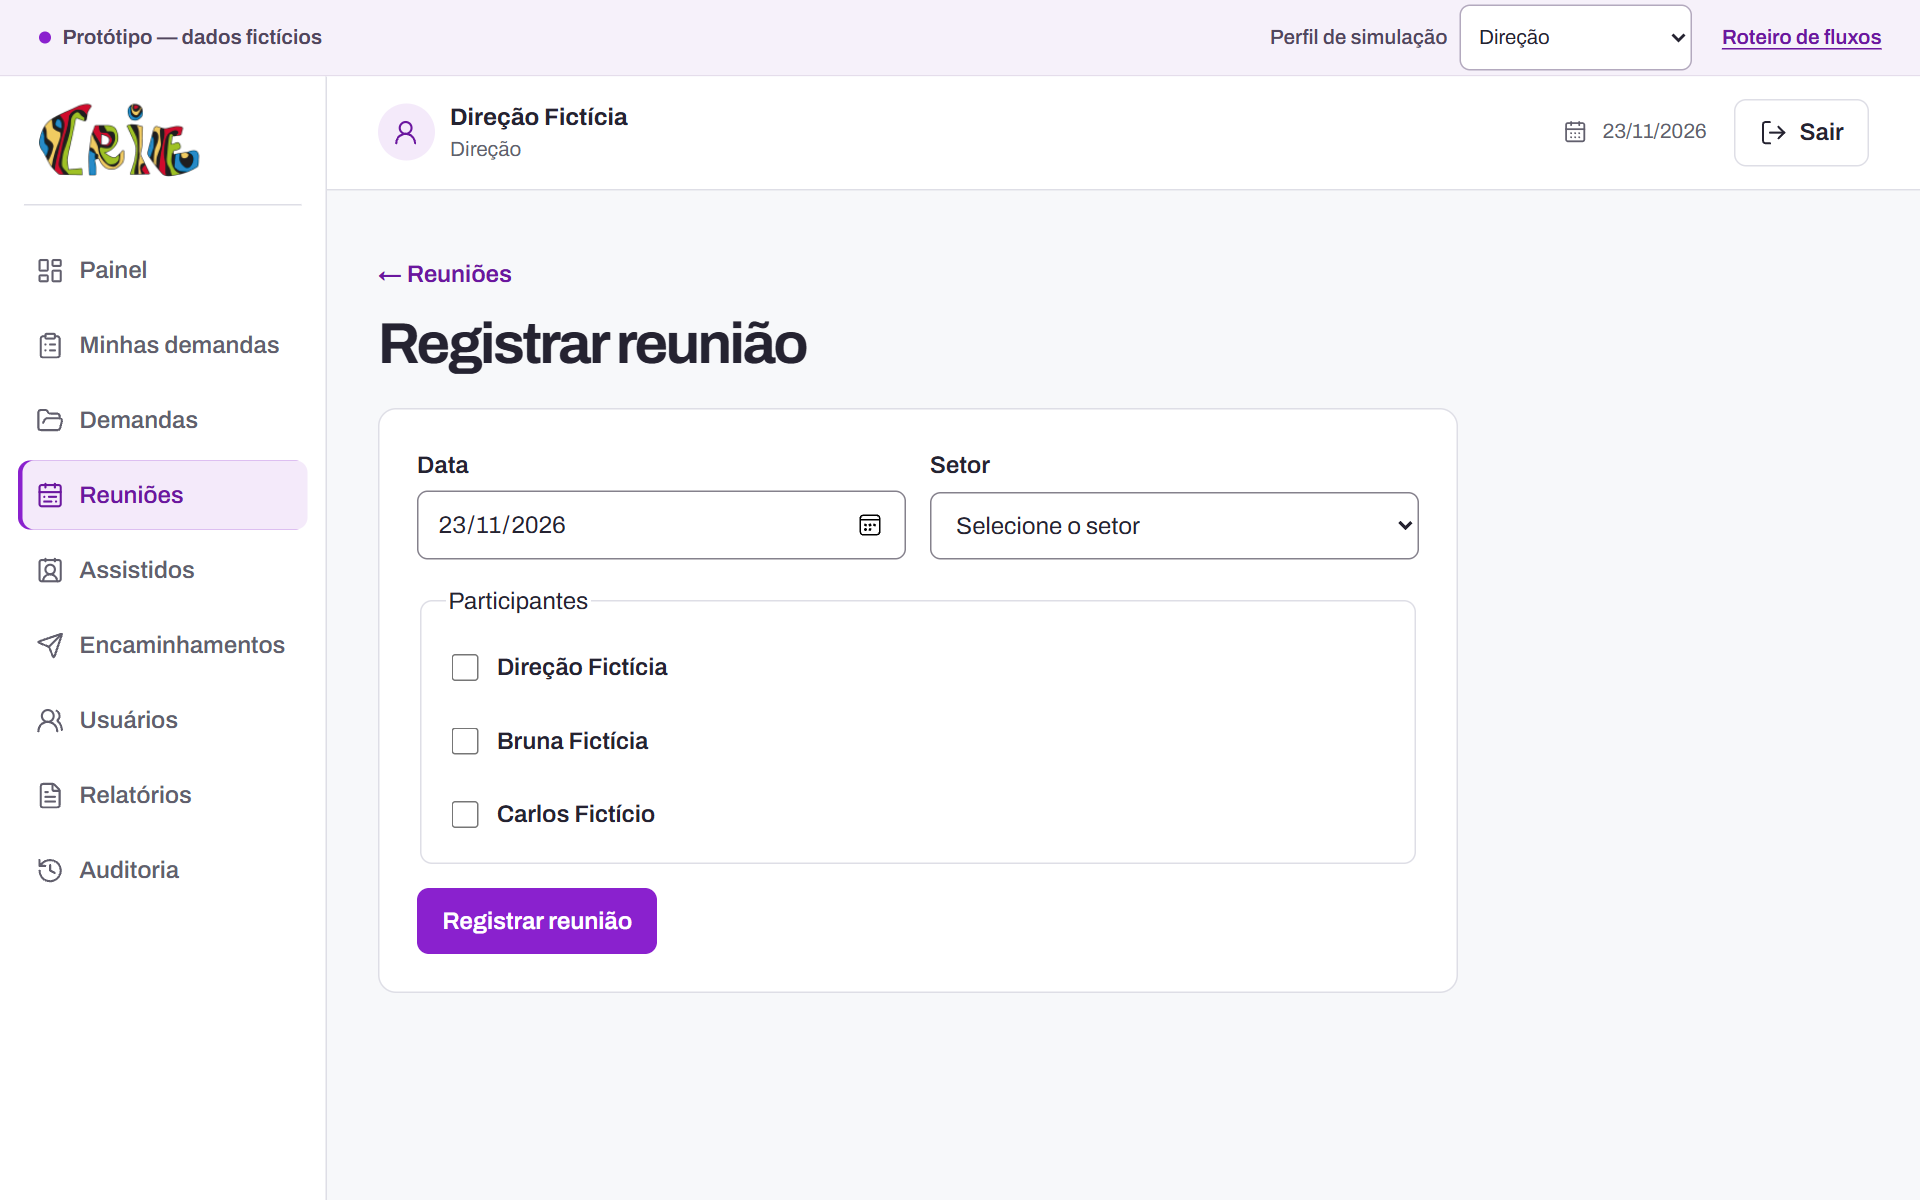 Protótipo — dados fictícios
Perfil de simulação
Direção
Roteiro de fluxos
CRIE
Direção Fictícia
Direção
23/11/2026
Sair
Painel
Minhas demandas
Demandas
Reuniões
Assistidos
Encaminhamentos
Usuários
Relatórios
Auditoria
← Reuniões
Registrar reunião
Data
Setor
23/11/2026
Selecione o setor
Participantes
Direção Fictícia
Bruna Fictícia
Carlos Fictício
Registrar reunião